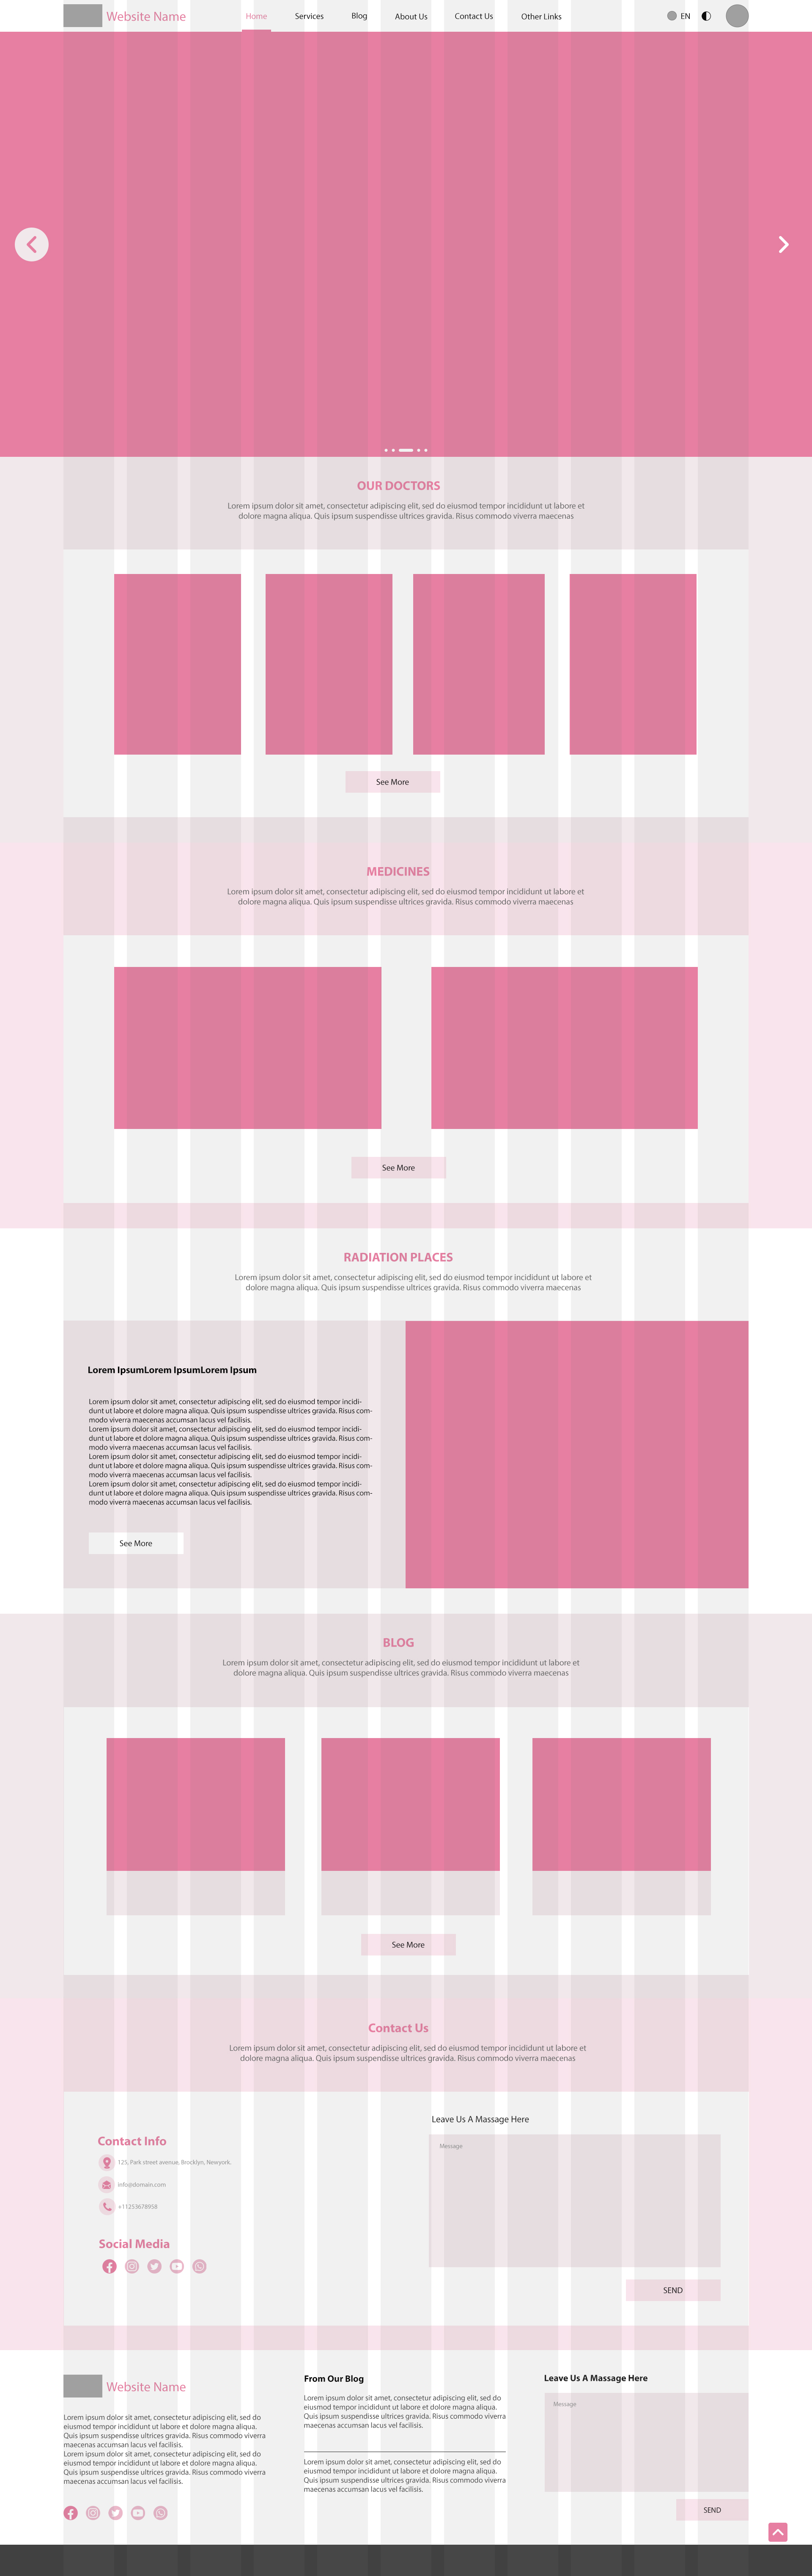 Website Name
Home
Services
Blog
About Us
Contact Us
Other Links
EN
OUR DOCTORS
Lorem ipsum dolor sit amet, consectetur adipiscing elit, sed do eiusmod tempor incididunt ut labore et
dolore magna aliqua. Quis ipsum suspendisse ultrices gravida. Risus commodo viverra maecenas
See More
MEDICINES
Lorem ipsum dolor sit amet, consectetur adipiscing elit, sed do eiusmod tempor incididunt ut labore et
dolore magna aliqua. Quis ipsum suspendisse ultrices gravida. Risus commodo viverra maecenas
See More
RADIATION PLACES
Lorem ipsum dolor sit amet, consectetur adipiscing elit, sed do eiusmod tempor incididunt ut labore et
dolore magna aliqua. Quis ipsum suspendisse ultrices gravida. Risus commodo viverra maecenas
Lorem IpsumLorem IpsumLorem Ipsum
Lorem ipsum dolor sit amet, consectetur adipiscing elit, sed do eiusmod tempor incidi-
dunt ut labore et dolore magna aliqua. Quis ipsum suspendisse ultrices gravida. Risus com-
modo viverra maecenas accumsan lacus vel facilisis.
Lorem ipsum dolor sit amet, consectetur adipiscing elit, sed do eiusmod tempor incidi-
dunt ut labore et dolore magna aliqua. Quis ipsum suspendisse ultrices gravida. Risus com-
modo viverra maecenas accumsan lacus vel facilisis.
Lorem ipsum dolor sit amet, consectetur adipiscing elit, sed do eiusmod tempor incidi-
dunt ut labore et dolore magna aliqua. Quis ipsum suspendisse ultrices gravida. Risus com-
modo viverra maecenas accumsan lacus vel facilisis.
Lorem ipsum dolor sit amet, consectetur adipiscing elit, sed do eiusmod tempor incidi-
dunt ut labore et dolore magna aliqua. Quis ipsum suspendisse ultrices gravida. Risus com-
modo viverra maecenas accumsan lacus vel facilisis.
See More
BLOG
Lorem ipsum dolor sit amet, consectetur adipiscing elit, sed do eiusmod tempor incididunt ut labore et
dolore magna aliqua. Quis ipsum suspendisse ultrices gravida. Risus commodo viverra maecenas
See More
Contact Us
Lorem ipsum dolor sit amet, consectetur adipiscing elit, sed do eiusmod tempor incididunt ut labore et
dolore magna aliqua. Quis ipsum suspendisse ultrices gravida. Risus commodo viverra maecenas
Contact Info
125, Park street avenue, Brocklyn, Newyork.
info@domain.com
+11253678958
Social Media
Leave Us A Massage Here
Message
SEND
Website Name
Lorem ipsum dolor sit amet, consectetur adipiscing elit, sed do
eiusmod tempor incididunt ut labore et dolore magna aliqua.
Quis ipsum suspendisse ultrices gravida. Risus commodo viverra
maecenas accumsan lacus vel facilisis.
Lorem ipsum dolor sit amet, consectetur adipiscing elit, sed do
eiusmod tempor incididunt ut labore et dolore magna aliqua.
Quis ipsum suspendisse ultrices gravida. Risus commodo viverra
maecenas accumsan lacus vel facilisis.
From Our Blog
Lorem ipsum dolor sit amet, consectetur adipiscing elit, sed do
eiusmod tempor incididunt ut labore et dolore magna aliqua.
Quis ipsum suspendisse ultrices gravida. Risus commodo viverra
maecenas accumsan lacus vel facilisis.
Lorem ipsum dolor sit amet, consectetur adipiscing elit, sed do
eiusmod tempor incididunt ut labore et dolore magna aliqua.
Quis ipsum suspendisse ultrices gravida. Risus commodo viverra
maecenas accumsan lacus vel facilisis.
Leave Us A Massage Here
Message
SEND